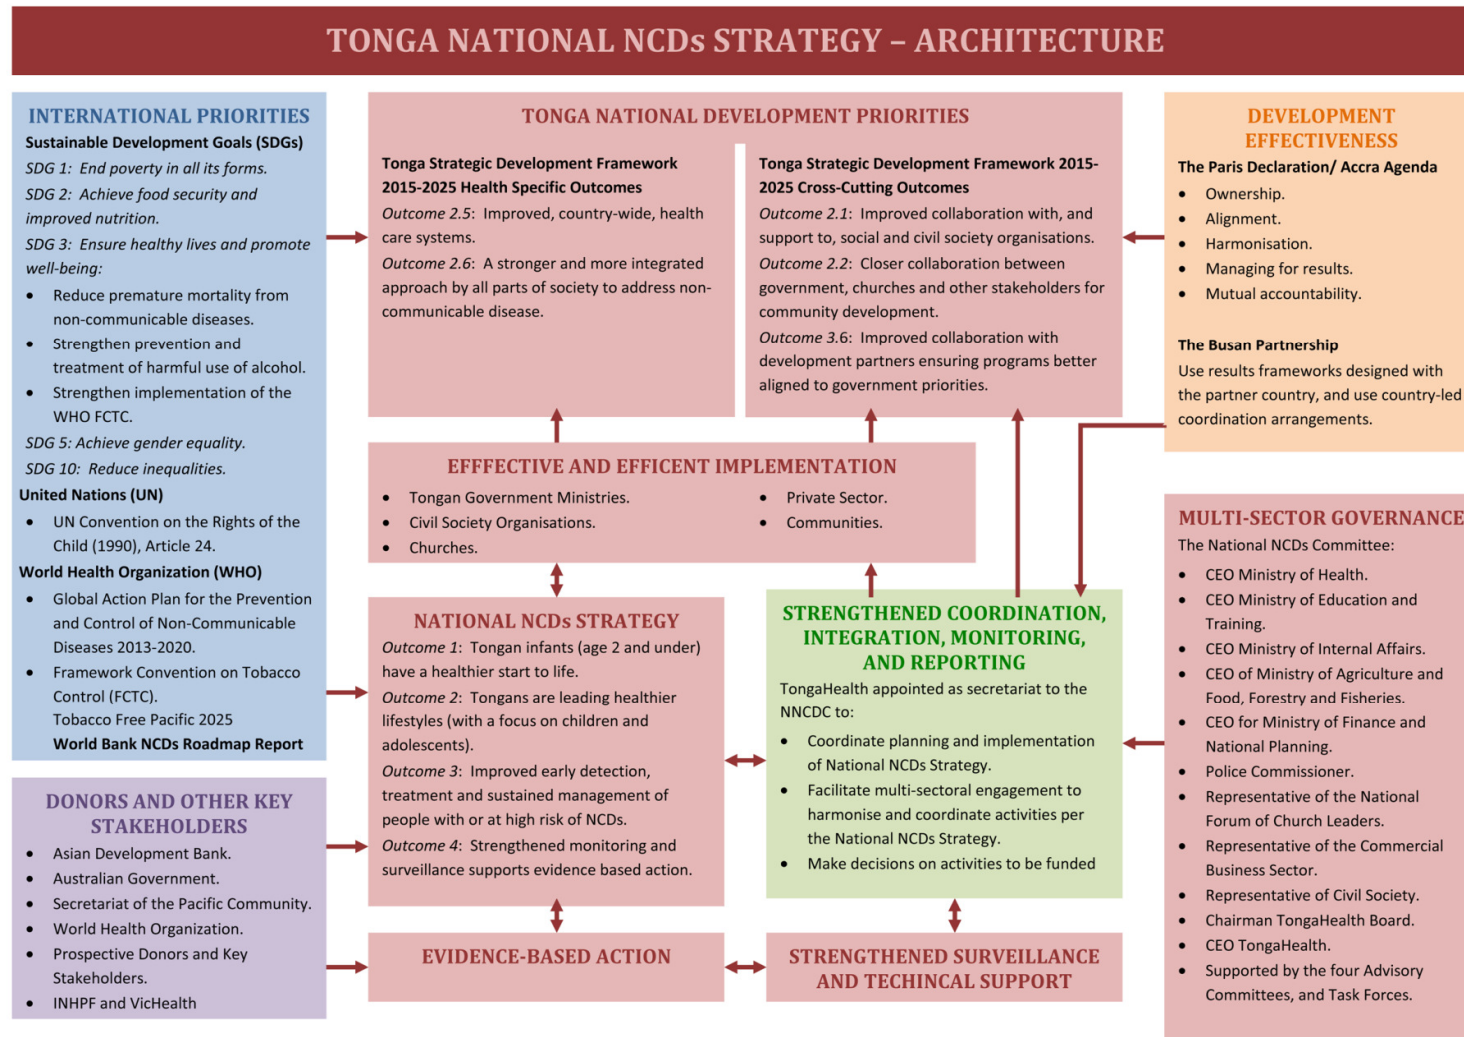 TONGA NATIONAL NCDs STRATEGY – ARCHITECTURE
INTERNATIONAL PRIORITIES
Sustainable Development Goals (SDGs)
SDG 1: End poverty in all its forms.
SDG 2: Achieve food security and
improved nutrition.
SDG 3: Ensure healthy lives and promote
well-being:
• Reduce premature mortality from
non-communicable diseases.
• Strengthen prevention and
treatment of harmful use of alcohol.
• Strengthen implementation of the
WHO FCTC.
SDG 5: Achieve gender equality.
SDG 10: Reduce inequalities.
United Nations (UN)
• UN Convention on the Rights of the
Child (1990), Article 24.
World Health Organization (WHO)
• Global Action Plan for the Prevention
and Control of Non-Communicable
Diseases 2013-2020.
• Framework Convention on Tobacco
Control (FCTC).
Tobacco Free Pacific 2025
World Bank NCDs Roadmap Report
DONORS AND OTHER KEY
STAKEHOLDERS
• Asian Development Bank.
• Australian Government.
• Secretariat of the Pacific Community.
• World Health Organization.
• Prospective Donors and Key
Stakeholders.
• INHPF and VicHealth
TONGA NATIONAL DEVELOPMENT PRIORITIES
Tonga Strategic Development Framework
2015-2025 Health Specific Outcomes
Outcome 2.5: Improved, country-wide, health
care systems.
Outcome 2.6: A stronger and more integrated
approach by all parts of society to address non-
communicable disease.
Tonga Strategic Development Framework 2015-
2025 Cross-Cutting Outcomes
Outcome 2.1: Improved collaboration with, and
support to, social and civil society organisations.
Outcome 2.2: Closer collaboration between
government, churches and other stakeholders for
community development.
Outcome 3.6: Improved collaboration with
development partners ensuring programs better
aligned to government priorities.
EFFFECTIVE AND EFFICENT IMPLEMENTATION
• Tongan Government Ministries.
• Civil Society Organisations.
• Churches.
• Private Sector.
• Communities.
NATIONAL NCDs STRATEGY
Outcome 1: Tongan infants (age 2 and under)
have a healthier start to life.
Outcome 2: Tongans are leading healthier
lifestyles (with a focus on children and
adolescents).
Outcome 3: Improved early detection,
treatment and sustained management of
people with or at high risk of NCDs.
Outcome 4: Strengthened monitoring and
surveillance supports evidence based action.
STRENGTHENED COORDINATION,
INTEGRATION, MONITORING,
AND REPORTING
TongaHealth appointed as secretariat to the
NNCDC to:
• Coordinate planning and implementation
of National NCDs Strategy.
• Facilitate multi-sectoral engagement to
harmonise and coordinate activities per
the National NCDs Strategy.
• Make decisions on activities to be funded
EVIDENCE-BASED ACTION
STRENGTHENED SURVEILLANCE
AND TECHINCAL SUPPORT
DEVELOPMENT
EFFECTIVENESS
The Paris Declaration/ Accra Agenda
• Ownership.
• Alignment.
• Harmonisation.
• Managing for results.
• Mutual accountability.
The Busan Partnership
Use results frameworks designed with
the partner country, and use country-led
coordination arrangements.
MULTI-SECTOR GOVERNANCE
The National NCDs Committee:
• CEO Ministry of Health.
• CEO Ministry of Education and
Training.
• CEO Ministry of Internal Affairs.
• CEO of Ministry of Agriculture and
Food, Forestry and Fisheries.
• CEO for Ministry of Finance and
National Planning.
• Police Commissioner.
• Representative of the National
Forum of Church Leaders.
• Representative of the Commercial
Business Sector.
• Representative of Civil Society.
• Chairman TongaHealth Board.
• CEO TongaHealth.
• Supported by the four Advisory
Committees, and Task Forces.